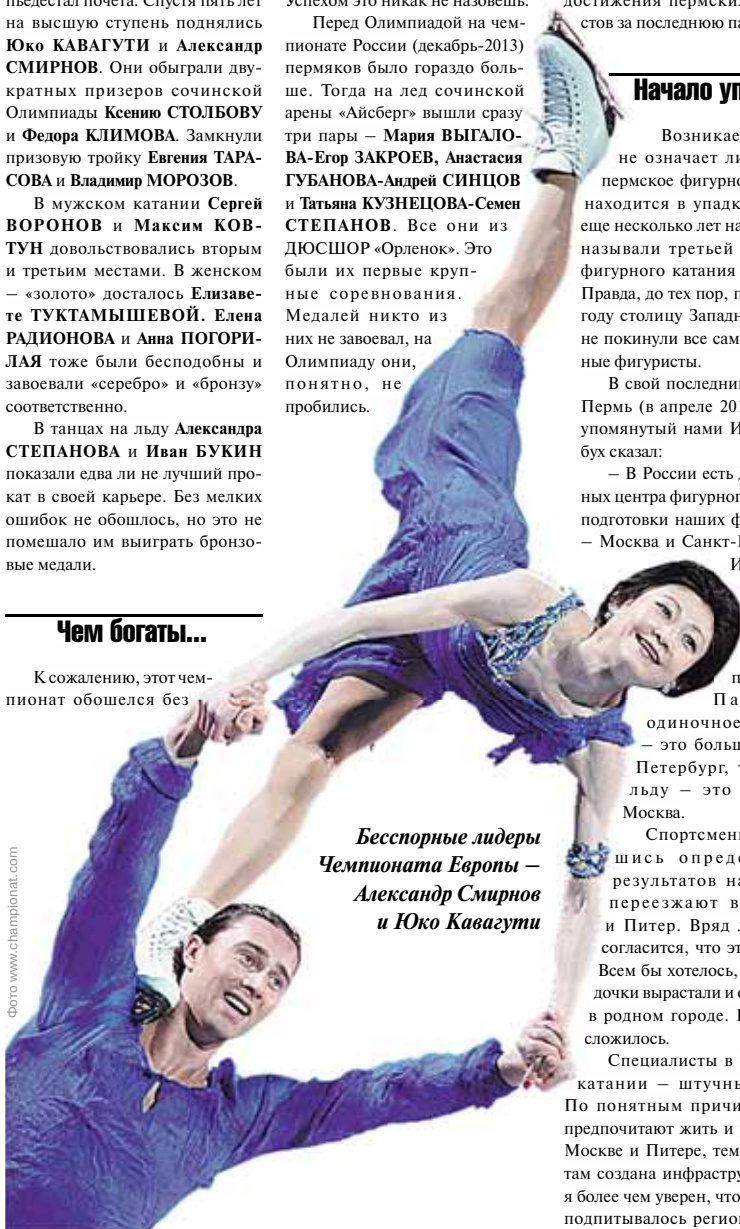 пьедестал почета. Спустя пять лет
на высшую ступень поднялись
Юко КАВАГУТИ и Александр
СМИРНОВ. Они обыграли дву-
кратных призеров сочинской
Олимпиады Ксению СТОЛБОВУ
и Федора КЛИМОВА. Замкнули
призовую тройку Евгения ТАРА-
СОВА и Владимир МОРОЗОВ.
В мужском катании Сергей
ВОРОНОВ и Максим КОВ-
ТУН довольствовались вторым
и третьим местами. В женском
– «золото» досталось Елизаве-
те ТУКТАМЫШЕВОЙ. Елена
РАДИОНОВА и Анна ПОГОРИ-
ЛАЯ тоже были бесподобны и
завоевали «серебро» и «бронзу»
соответственно.
В танцах на льду Александра
СТЕПАНОВА и Иван БУКИН
показали едва ли не лучший про-
кат в своей карьере. Без мелких
ошибок не обошлось, но это не
помешало им выиграть бронзо-
вые медали.
Чем богаты...
К сожалению, этот чем-
пионат обошелся без
успехом это никак не назовешь.
Перед Олимпиадой на чем-
пионате России (декабрь-2013)
пермяков было гораздо боль-
ше. Тогда на лед сочинской
арены «Айсберг» вышли сразу
три пары – Мария ВЫГАЛО-
ВА-Егор ЗАКРОЕВ, Анастасия
ГУБАНОВА-Андрей СИНЦОВ
и Татьяна КУЗНЕЦОВА-Семен
СТЕПАНОВ. Все они из
ДЮСШОР «Орленок». Это
были их первые круп-
ные соревнования.
Медалей никто из
них не завоевал, на
Олимпиаду они,
понятно, не
пробились.
Бесспорные лидеры
Чемпионата Европы –
Александр Смирнов
и Юко Кавагути
Фото www.championat.com
достижения пермских
стов за последнюю па
Начало уп
Возникае
не означает ли
пермское фигурно
находится в упадк
еще несколько лет на
называли третьей
фигурного катания
Правда, до тех пор, п
году столицу Западн
не покинули все сам
ные фигуристы.
В свой последни
Пермь (в апреле 201
упомянутый нами И
бух сказал:
– В России есть
ных центра фигурног
подготовки наших ф
– Москва и Санкт-
И
п
Па
одиночное
– это больш
Петербург, т
льду – это
Москва.
Спортсмен
шись опреде
результатов на
переезжают в
и Питер. Вряд
согласится, что эт
Всем бы хотелось,
дочки вырастали и
в родном городе.
сложилось.
Специалисты в
катании – штучны
По понятным причи
предпочитают жить и
Москве и Питере, тем
там создана инфрастру
я более чем уверен, что
подпитывалось регион